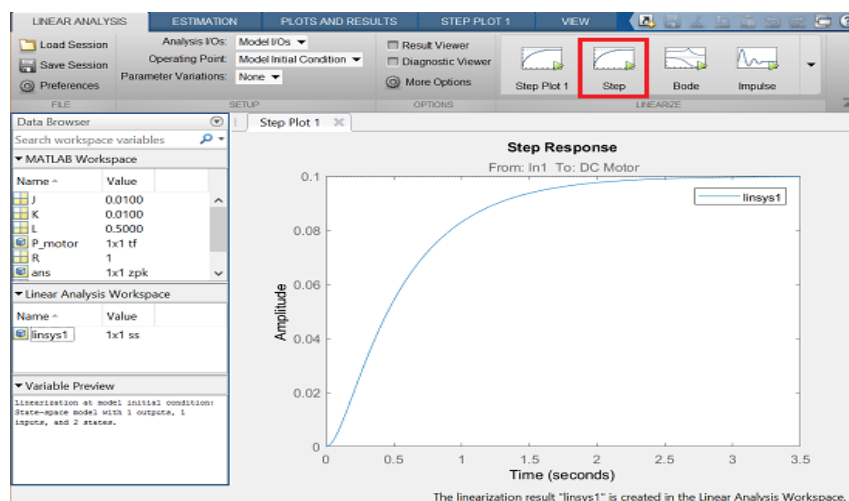 LINEAR ANALYSIS ESTIMATION PLOTS AND RESULTS STEP PLOT 1 VIEW
Load Session
Save Session
Preferences
FILE
Analysis I/Os: Model I/Os
Operating Point: Model Initial Condition
Parameter Variations: None
SETUP
Result Viewer
Diagnostic Viewer
More Options
OPTIONS
Step Plot 1 Step Bode Impulse
LINEARIZE
Data Browser
Search workspace variables
MATLAB Workspace
Name Value
J 0.0100
K 0.0100
L 0.5000
P_motor 1x1 tf
R 1
ans 1x1 zpk
Linear Analysis Workspace
Name Value
linsys1 1x1 ss
Variable Preview
Linearization at model initial condition:
State-space model with 1 outputs, 1
inputs, and 2 states.
Step Plot 1
Step Response
From: In1 To: DC Motor
linsys1
Amplitude
0.1
0.08
0.06
0.04
0.02
0
0 0.5 1 1.5 2 2.5 3 3.5
Time (seconds)
The linearization result "linsys1" is created in the Linear Analysis Workspace.